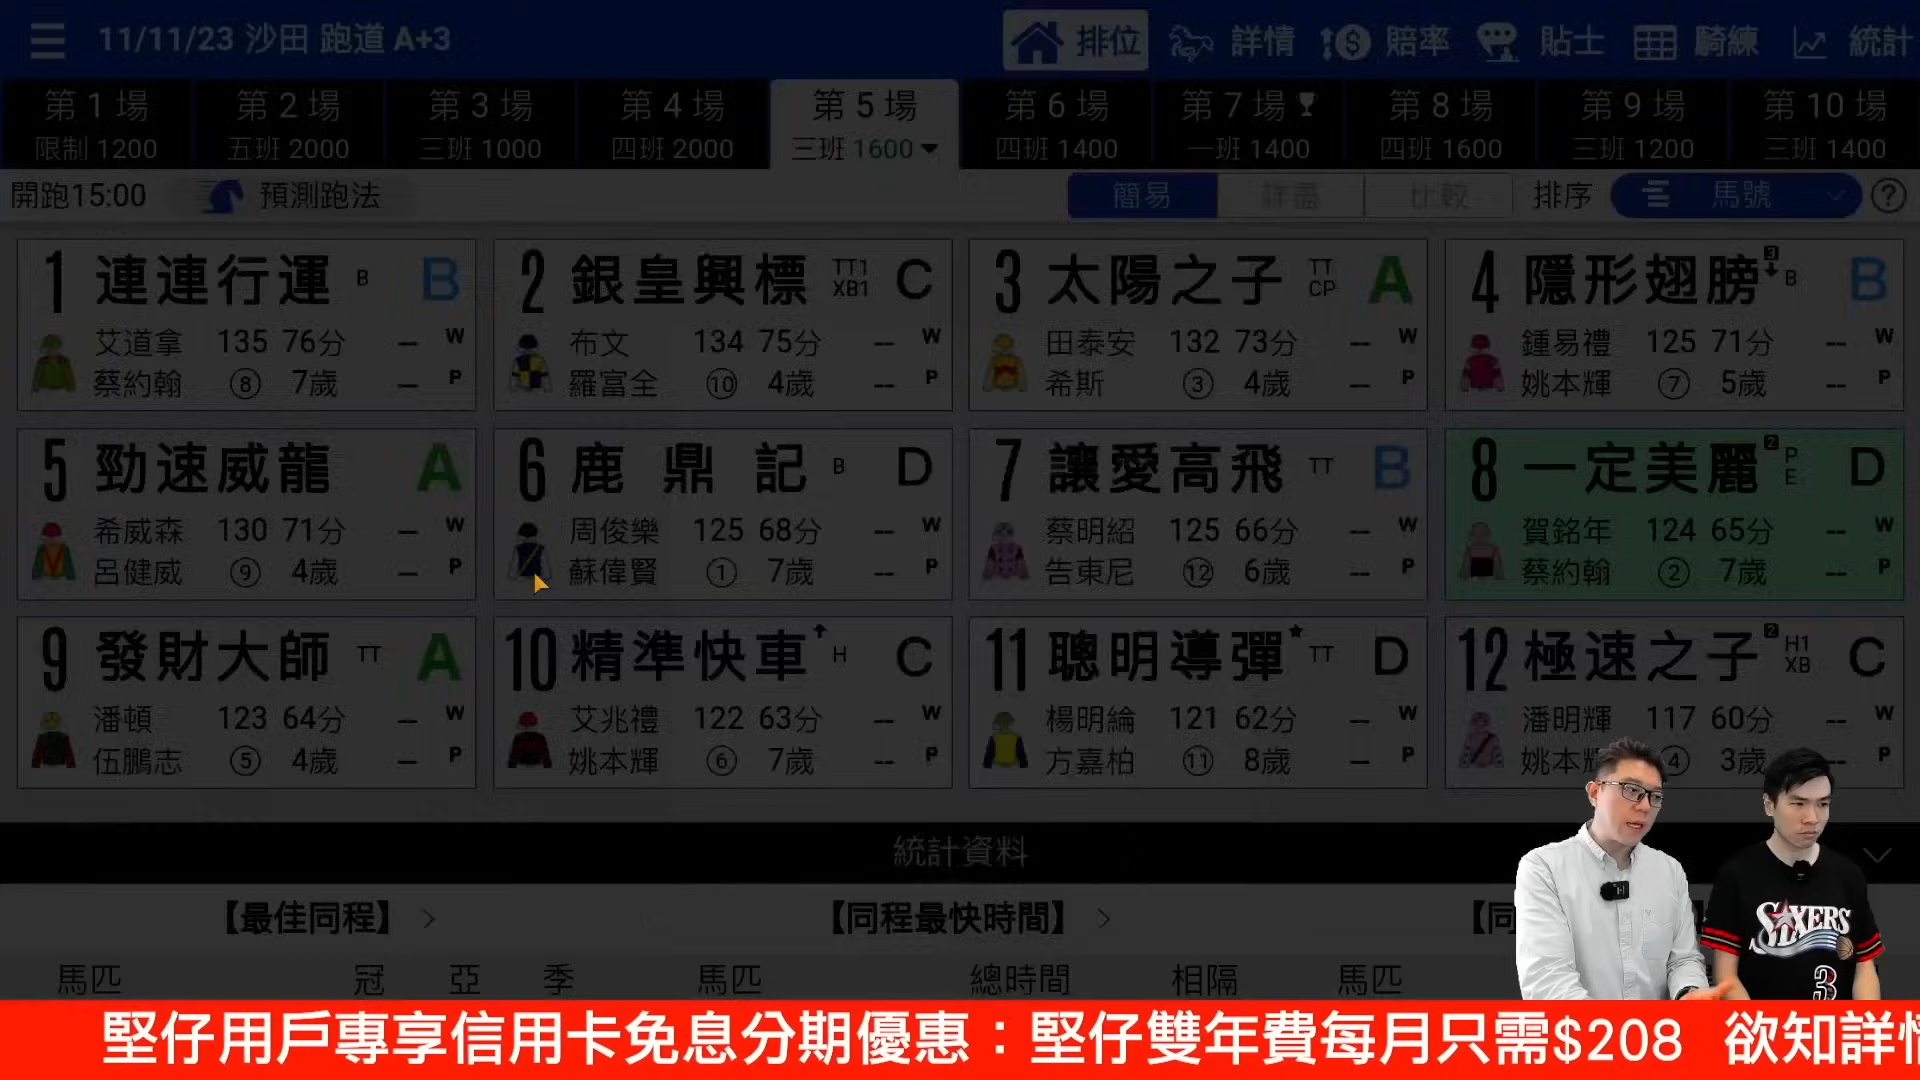 11/11/23 沙田 跑道 A+3
排位 詳情 賠率 貼士 騎練 統計
第 1 場 第 2 場 第 3 場 第 4 場 第 5 場 第 6 場 第 7 場 第 8 場 第 9 場 第 10 場
限制 1200 五班 2000 三班 1000 四班 2000 三班 1600 四班 1400 一班 1400 四班 1600 三班 1200 三班 1400
開跑15:00 預測跑法 簡易 詳盡 比較 排序 馬號 ?
1 連連行運 B B
艾道拿 135 76分 -- W
蔡約翰 ⑧ 7歲 -- P
2 銀皇興標 TT1 XB1 C
布文 134 75分 -- W
羅富全 ⑩ 4歲 -- P
3 太陽之子 TT CP A
田泰安 132 73分 -- W
希斯 ③ 4歲 -- P
4 隱形翅膀 3 B B
鍾易禮 125 71分 -- W
姚本輝 ⑦ 5歲 -- P
5 勁速威龍 A
希威森 130 71分 -- W
呂健威 ⑨ 4歲 -- P
6 鹿鼎記 B D
周俊樂 125 68分 -- W
蘇偉賢 ① 7歲 -- P
7 讓愛高飛 TT B
蔡明紹 125 66分 -- W
告東尼 ⑫ 6歲 -- P
8 一定美麗 2 P E D
賀銘年 124 65分 -- W
蔡約翰 ② 7歲 -- P
9 發財大師 TT A
潘頓 123 64分 -- W
伍鵬志 ⑤ 4歲 -- P
10 精準快車 H C
艾兆禮 122 63分 -- W
姚本輝 ⑥ 7歲 -- P
11 聰明導彈 TT D
楊明綸 121 62分 -- W
方嘉柏 ⑪ 8歲 -- P
12 極速之子 2 H1 XB C
潘明輝 117 60分 -- W
姚本輝 ④ 3歲 -- P
統計資料
【最佳同程】 【同程最快時間】 【同
馬匹 冠 亞 季 馬匹 總時間 相隔 馬匹
SIXERS
3
堅仔用戶專享信用卡免息分期優惠：堅仔雙年費每月只需$208 欲知詳情